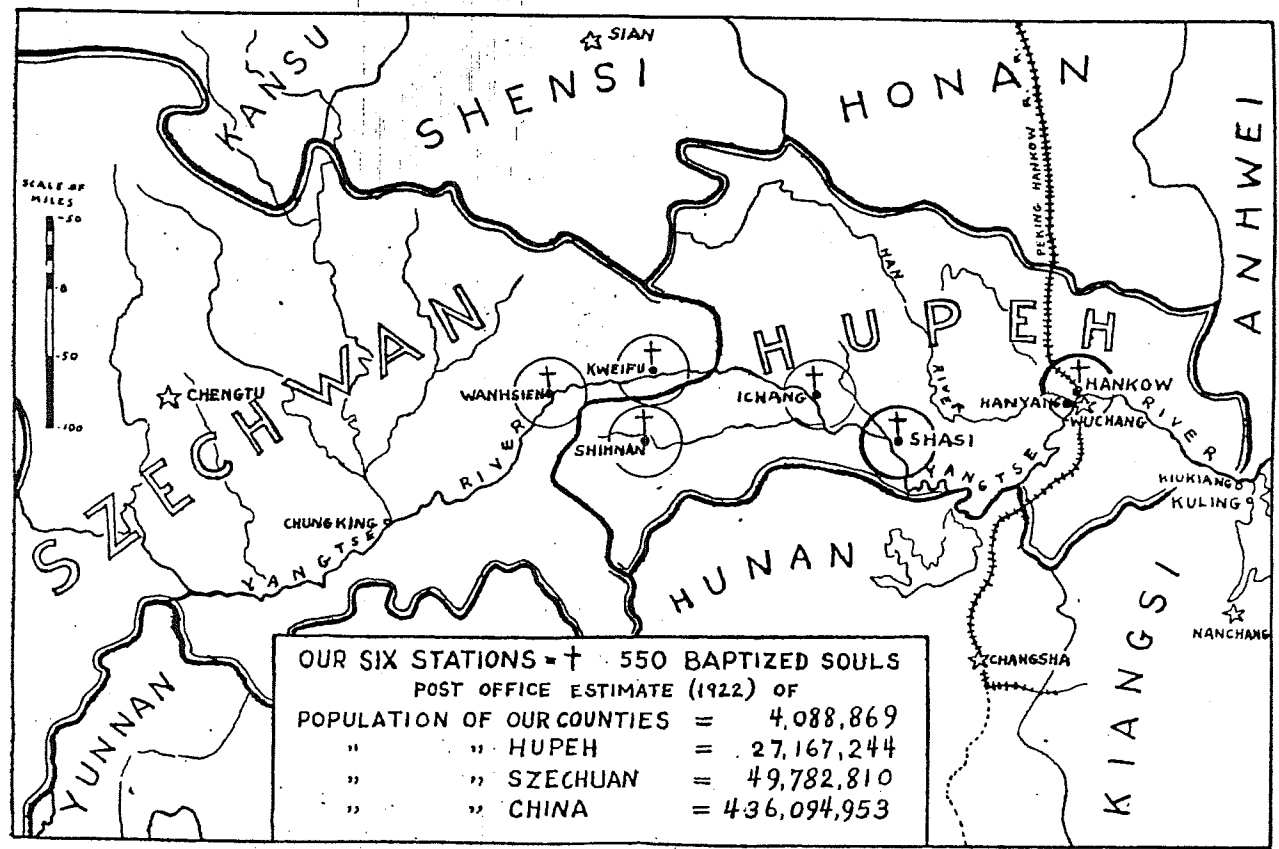 KANSU
SIAN
SHENSI
HONAN
ANHWEI
PEKING HANKOW R.R.
SCALE OF
MILES
50
0
50
100
HAN
RIVER
HUPEH
SZECHWAN
CHENGTU
WANHSIEN
KWEIFU
ICHANG
SHIHNAN
SHASI
HANKOW
HANYANG
WUCHANG
RIVER
YANGTSE
KIUKIANG
KULING
CHUNGKING
YANGTSE
RIVER
HUNAN
KIANGSI
NANCHANG
CHANGSHA
YUNNAN
OUR SIX STATIONS = † 550 BAPTIZED SOULS
POST OFFICE ESTIMATE (1922) OF
POPULATION OF OUR COUNTIES = 4,088,869
" " HUPEH = 27,167,244
" " SZECHUAN = 49,782,810
" " CHINA = 436,094,953